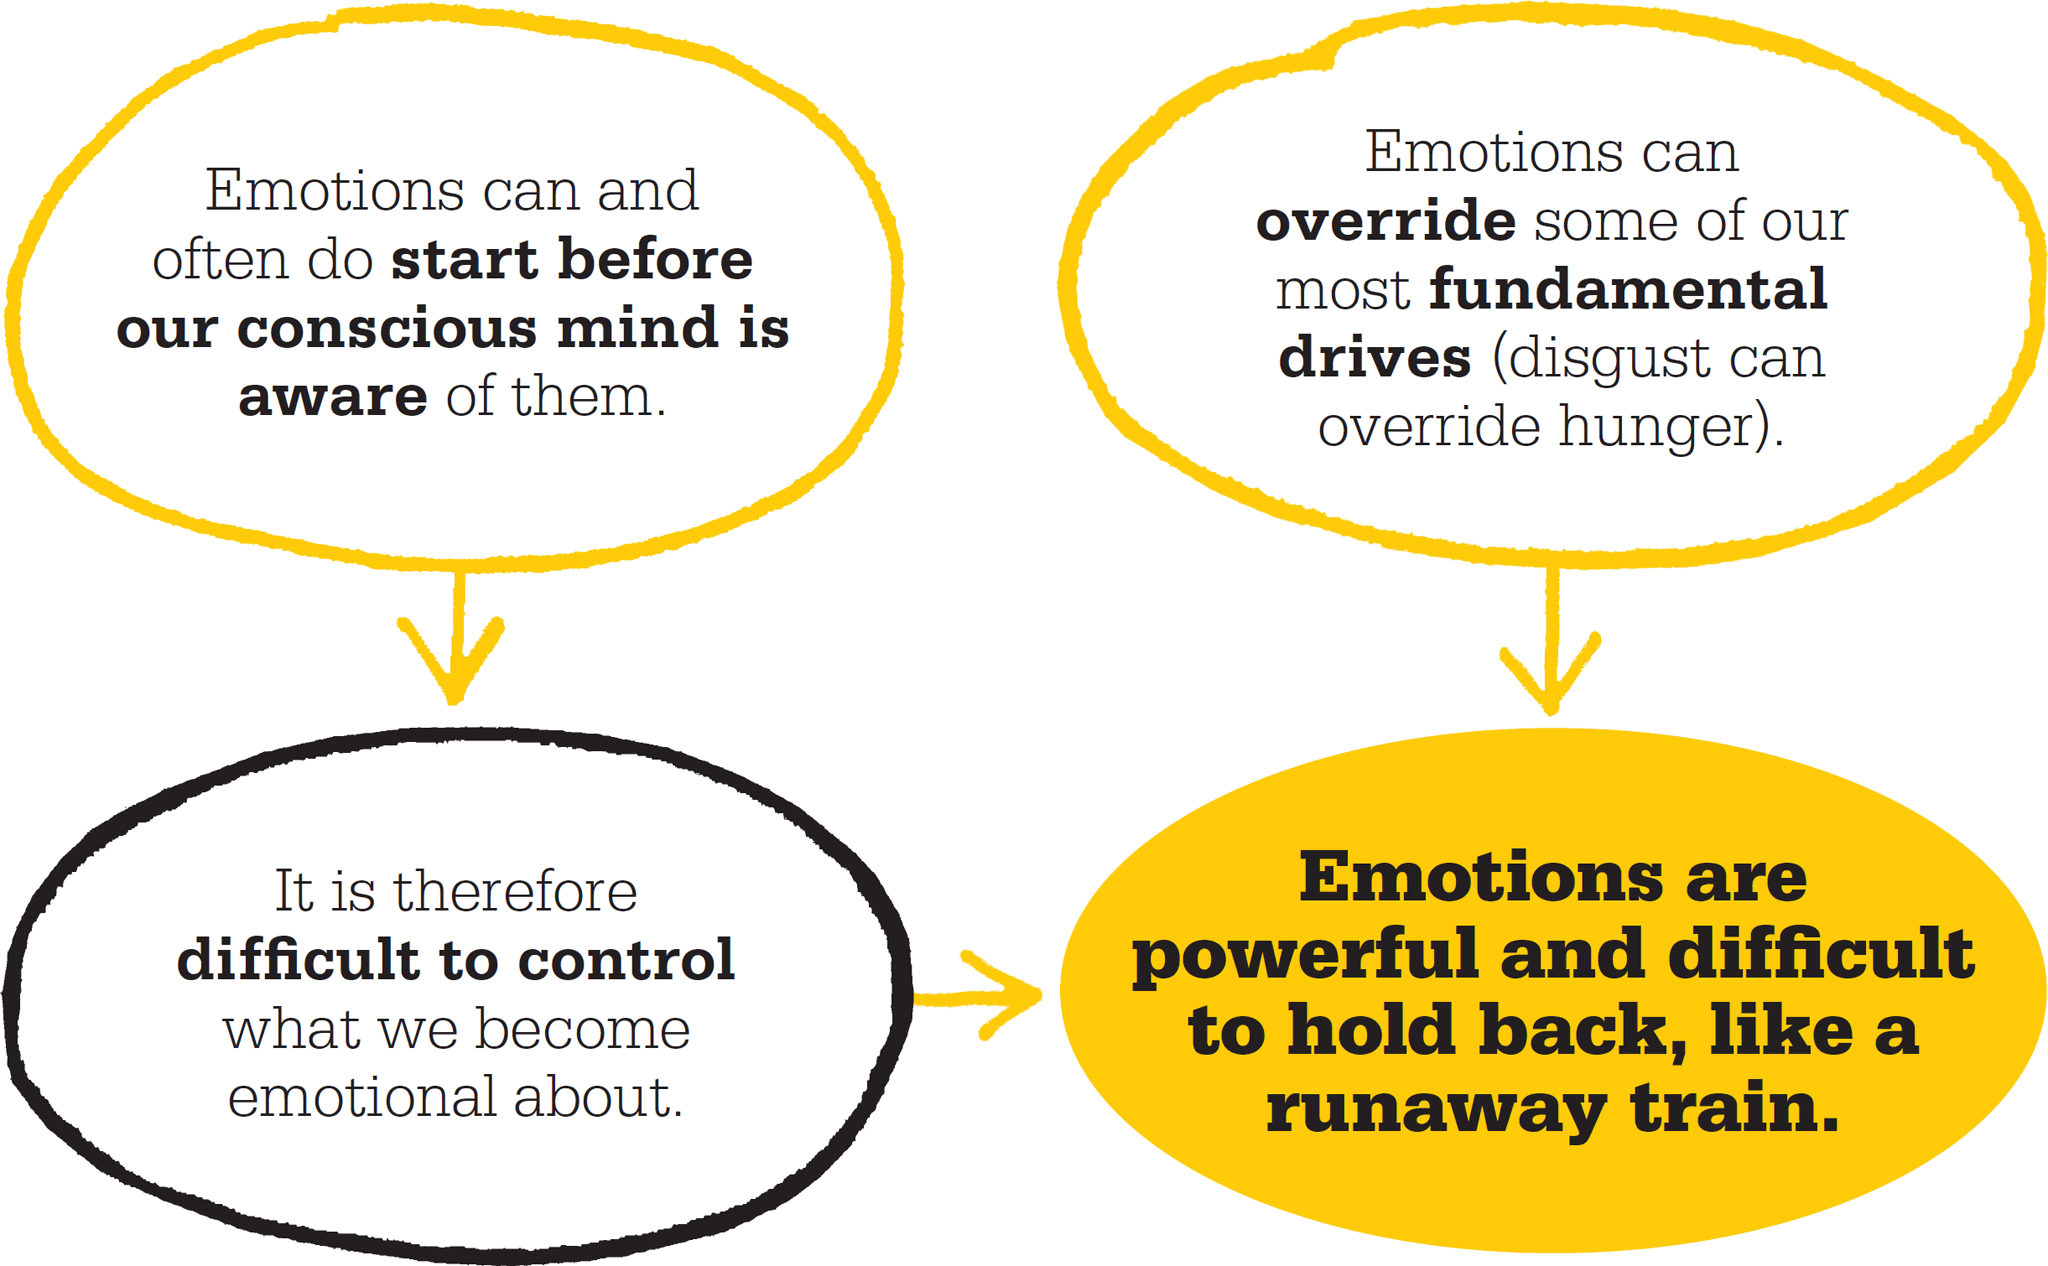 Emotions can and
often do start before
our conscious mind is
aware of them.
Emotions can
override some of our
most fundamental
drives (disgust can
override hunger).
It is therefore
difficult to control
what we become
emotional about.
Emotions are
powerful and difficult
to hold back, like a
runaway train.